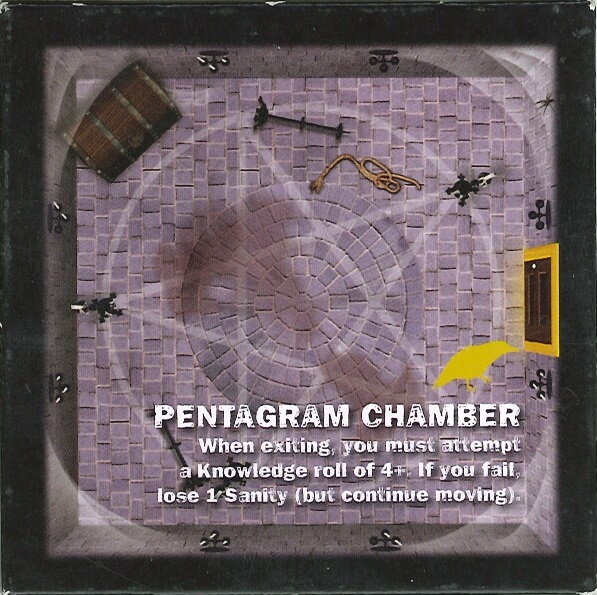 PENTAGRAM CHAMBER
When exiting, you must attempt
a Knowledge roll of 4+. If you fail,
lose 1 Sanity (but continue moving).